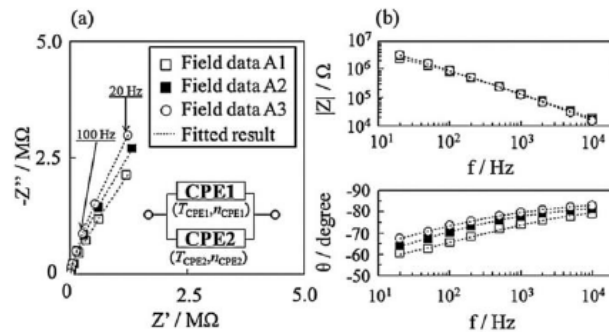 (a)
5.0
2.5
0
0
2.5
5.0
-Z'' / MΩ
Z' / MΩ
Field data A1
Field data A2
Field data A3
Fitted result
20 Hz
100 Hz
CPE1
(TCPE1,nCPE1)
CPE2
(TCPE2,nCPE2)
(b)
|Z| / Ω
10⁷
10⁶
10⁵
10⁴
10¹
10²
10³
10⁴
10⁵
f / Hz
θ / degree
-90
-80
-70
-60
-50
10¹
10²
10³
10⁴
10⁵
f / Hz